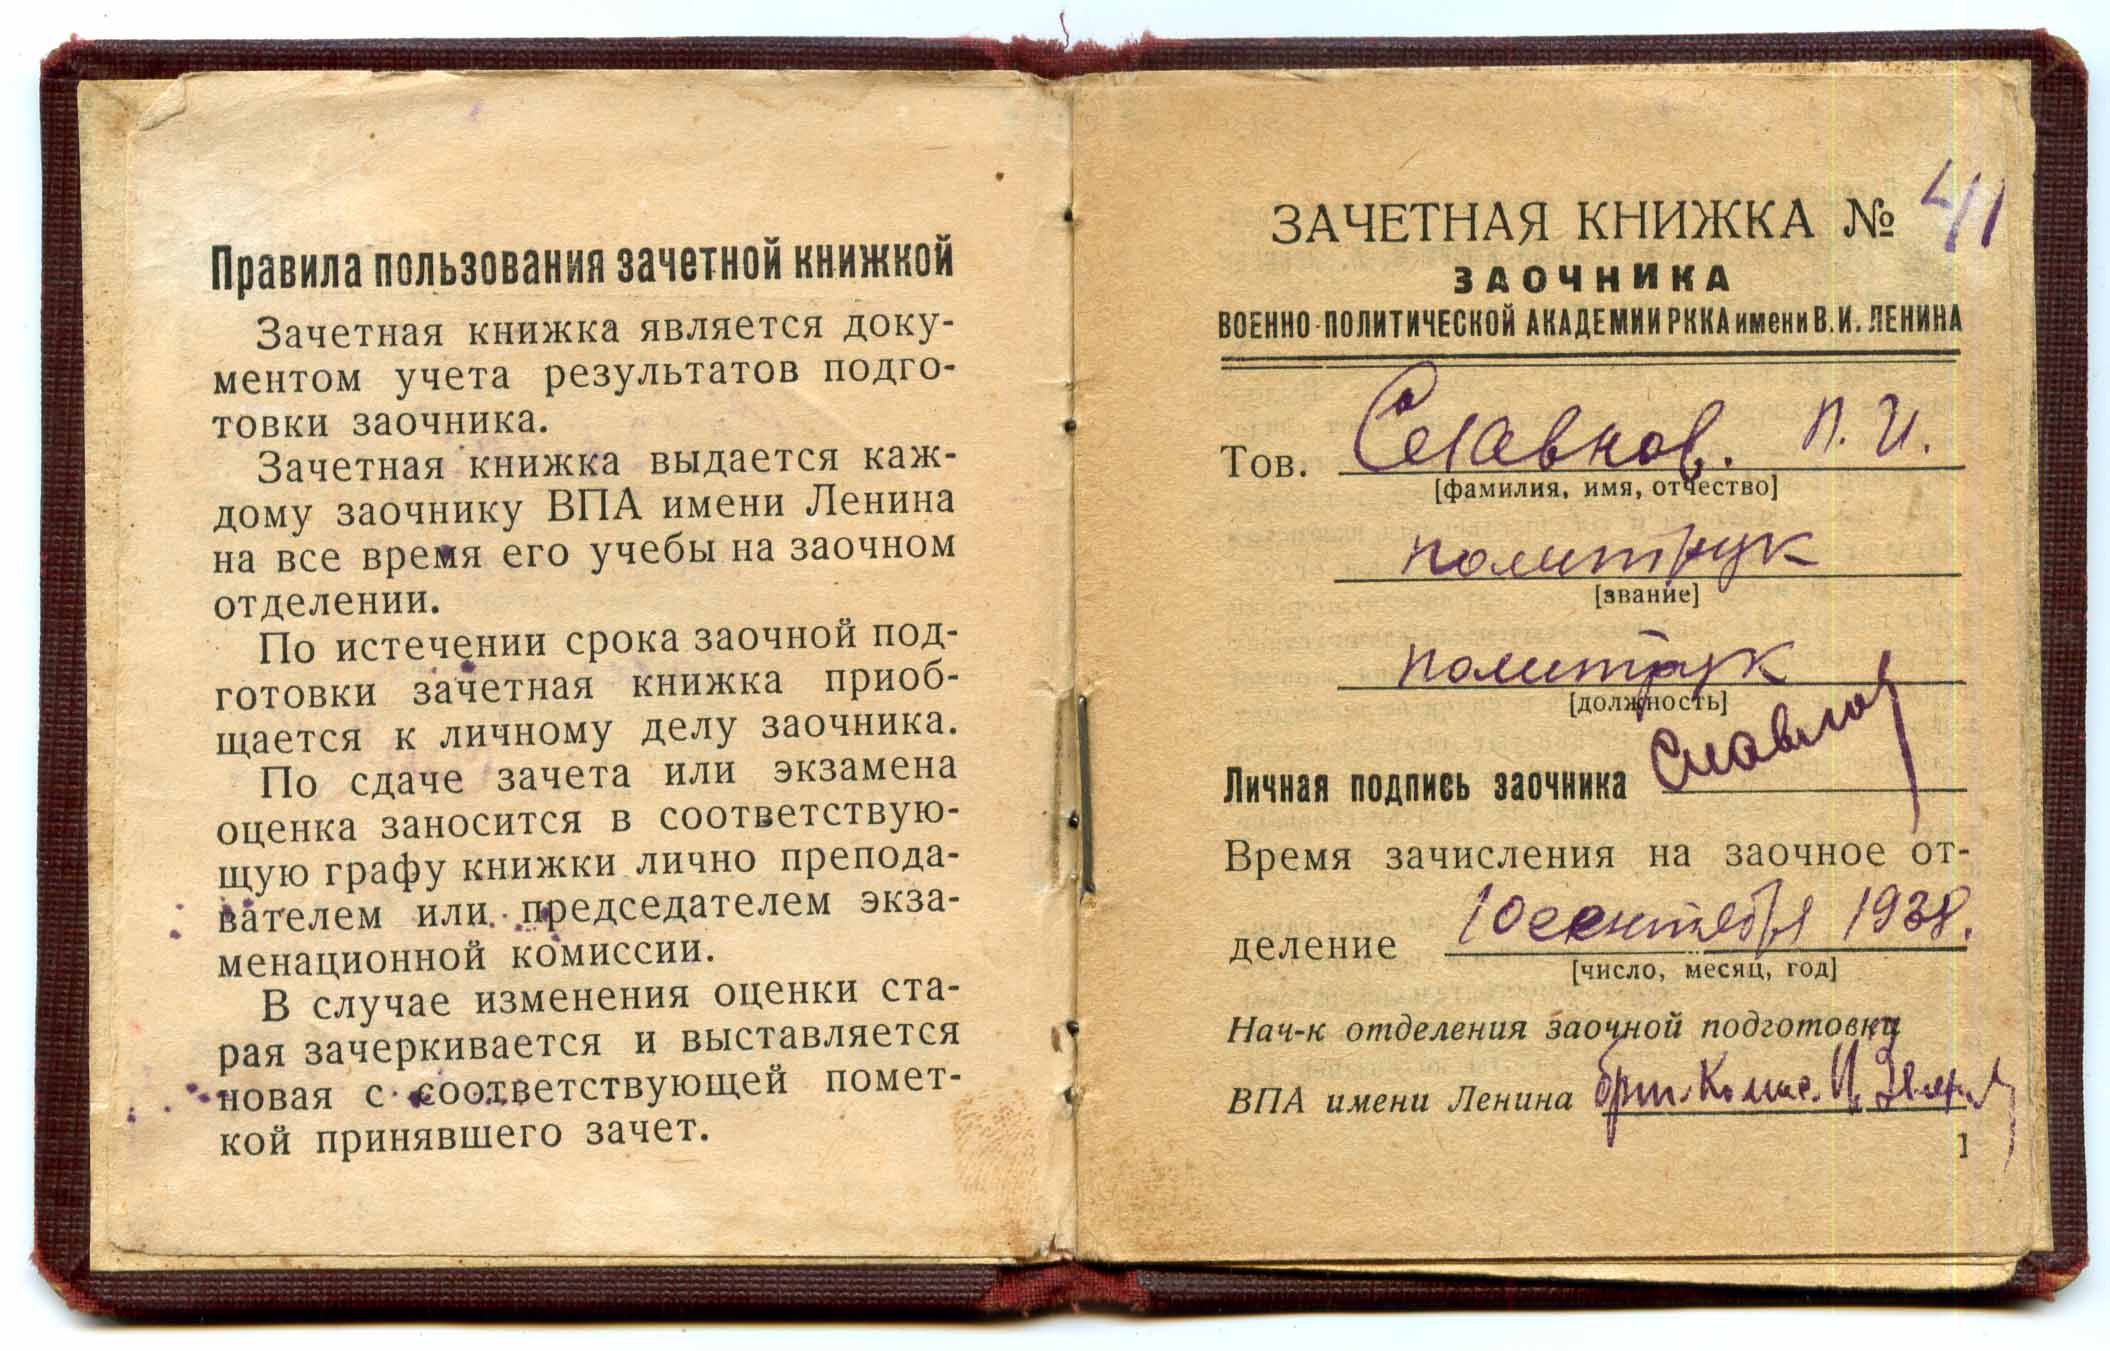 Правила пользования зачетной книжкой
Зачетная книжка является доку-
ментом учета результатов подго-
товки заочника.
Зачетная книжка выдается каж-
дому заочнику ВПА имени Ленина
на все время его учебы на заочном
отделении.
По истечении срока заочной под-
готовки зачетная книжка приоб-
щается к личному делу заочника.
По сдаче зачета или экзамена
оценка заносится в соответствую-
щую графу книжки лично препода-
вателем или председателем экза-
менационной комиссии.
В случае изменения оценки ста-
рая зачеркивается и выставляется
новая с соответствующей помет-
кой принявшего зачет.
ЗАЧЕТНАЯ КНИЖКА № 411
ЗАОЧНИКА
ВОЕННО-ПОЛИТИЧЕСКОЙ АКАДЕМИИ РККА имени В. И. ЛЕНИНА
Тов. Славнов. П. И.
[фамилия, имя, отчество]
политрук
[звание]
политрук
[должность]
Личная подпись заочника Славнов
Время зачисления на заочное от-
деление 10 сентября 1938.
[число, месяц, год]
Нач-к отделения заочной подготовки
ВПА имени Ленина
1